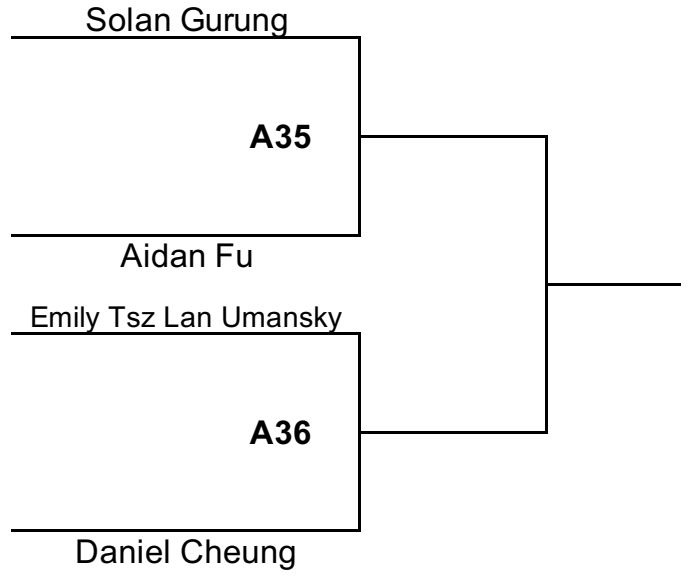 Solan Gurung
A35
Aidan Fu
Emily Tsz Lan Umansky
A36
Daniel Cheung